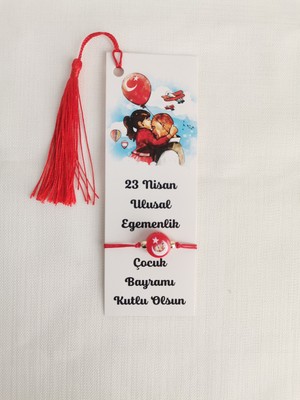 23 Nisan
Ulusal
Egemenlik
Çocuk
Bayramı
Kutlu Olsun